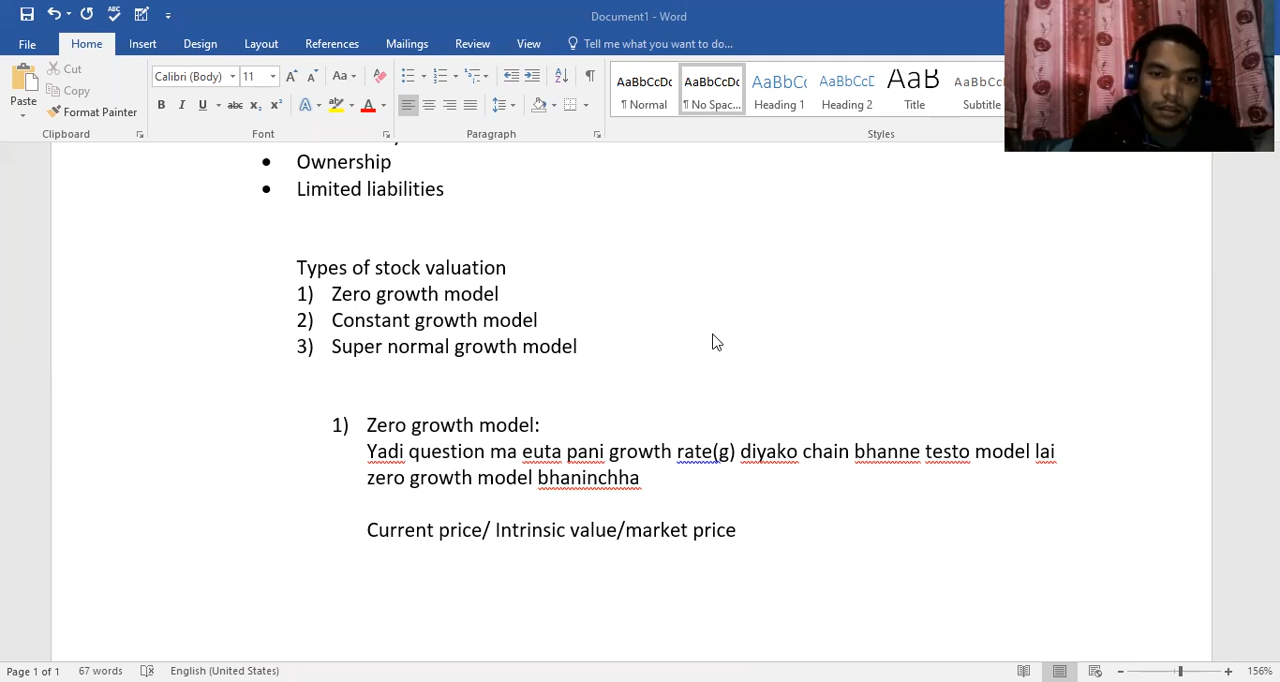 Document1 - Word
File Home Insert Design Layout References Mailings Review View Tell me what you want to do...
Paste
Cut
Copy
Format Painter
Clipboard
Calibri (Body) 11
Font
Paragraph
AaBbCcDc AaBbCcDc AaBbCc AaBbCcC AaB AaBbCcD
¶ Normal ¶ No Spac... Heading 1 Heading 2 Title Subtitle
Styles
• Ownership
• Limited liabilities
Types of stock valuation
1) Zero growth model
2) Constant growth model
3) Super normal growth model
1) Zero growth model:
Yadi question ma euta pani growth rate(g) diyako chain bhanne testo model lai
zero growth model bhaninchha
Current price/ Intrinsic value/market price
Page 1 of 1 67 words English (United States) 156%